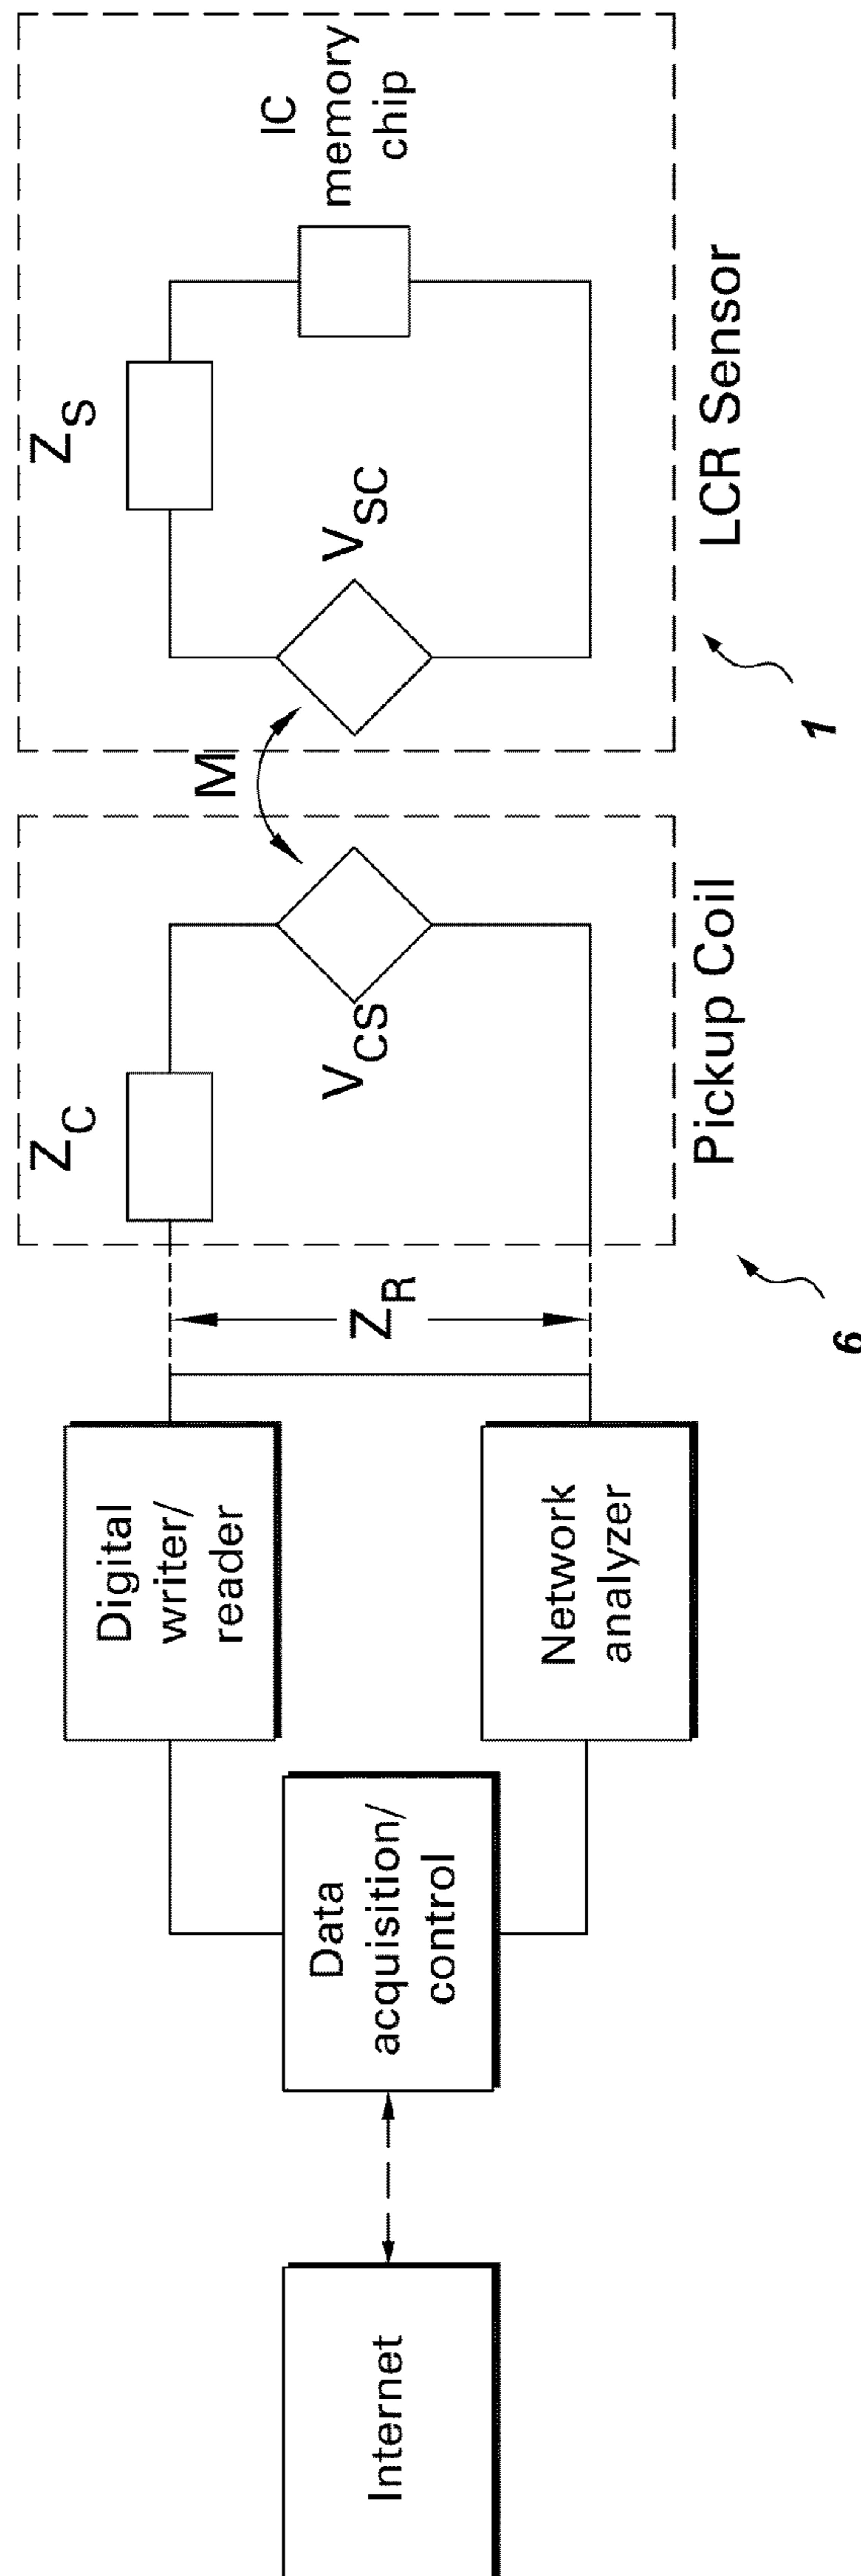 Internet
Data
acquisition/
control
Digital
writer/
reader
Network
analyzer
Z_R
Z_C
V_CS
Pickup Coil
6
M
Z_S
V_SC
IC
memory
chip
LCR Sensor
1